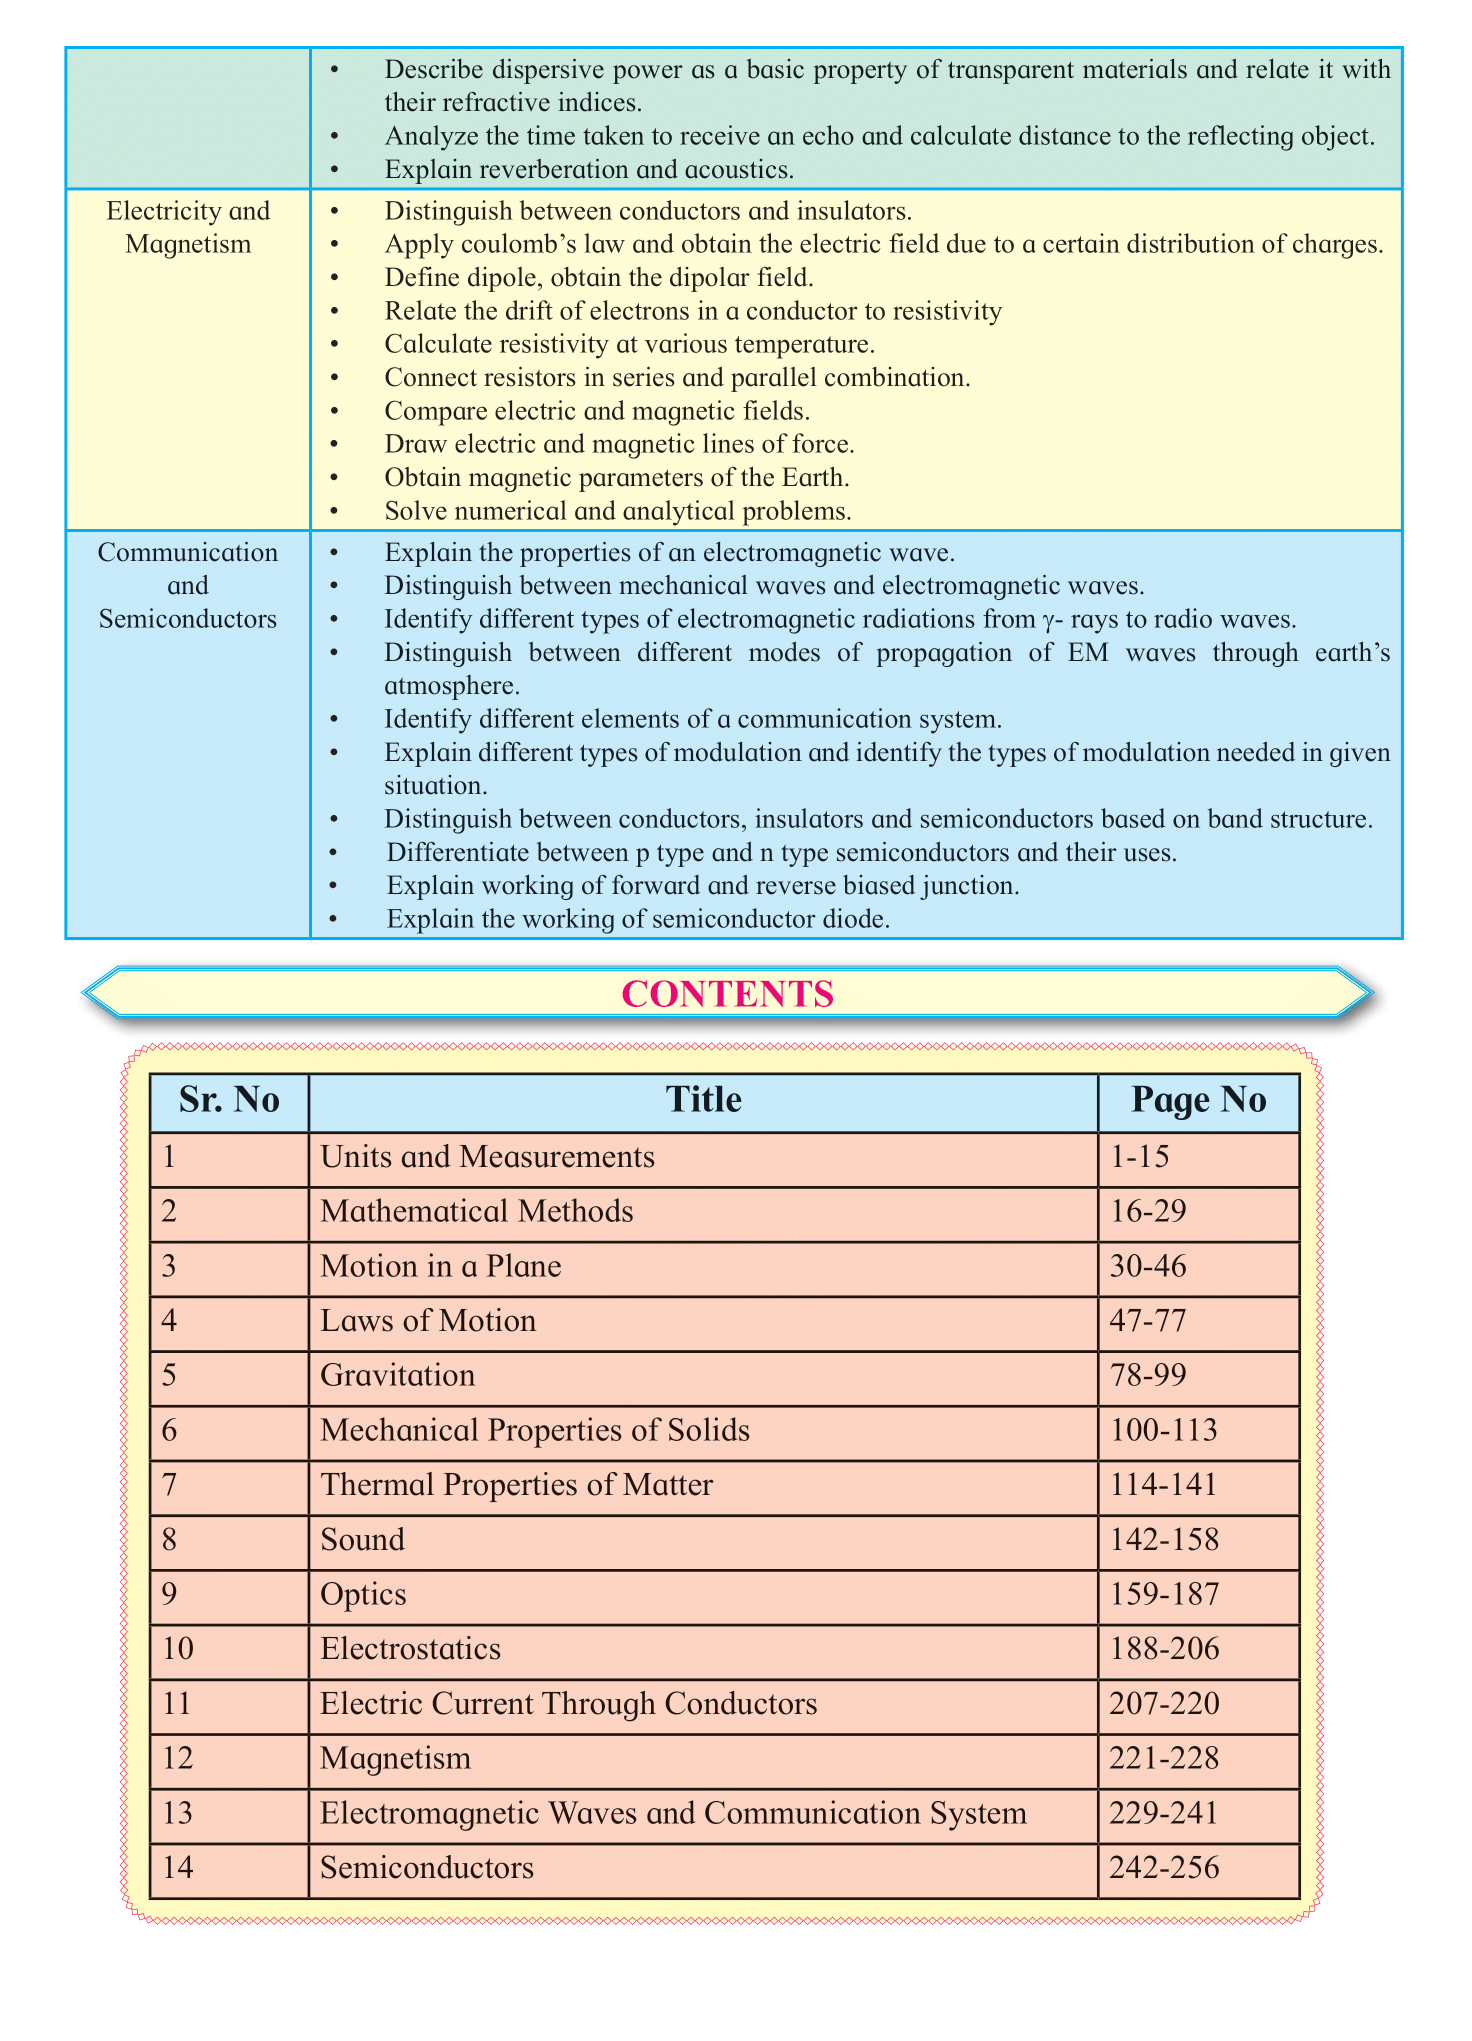 • Describe dispersive power as a basic property of transparent materials and relate it with
their refractive indices.
• Analyze the time taken to receive an echo and calculate distance to the reflecting object.
• Explain reverberation and acoustics.
Electricity and
Magnetism
• Distinguish between conductors and insulators.
• Apply coulomb's law and obtain the electric field due to a certain distribution of charges.
• Define dipole, obtain the dipolar field.
• Relate the drift of electrons in a conductor to resistivity
• Calculate resistivity at various temperature.
• Connect resistors in series and parallel combination.
• Compare electric and magnetic fields.
• Draw electric and magnetic lines of force.
• Obtain magnetic parameters of the Earth.
• Solve numerical and analytical problems.
Communication
and
Semiconductors
• Explain the properties of an electromagnetic wave.
• Distinguish between mechanical waves and electromagnetic waves.
• Identify different types of electromagnetic radiations from γ- rays to radio waves.
• Distinguish between different modes of propagation of EM waves through earth's
atmosphere.
• Identify different elements of a communication system.
• Explain different types of modulation and identify the types of modulation needed in given
situation.
• Distinguish between conductors, insulators and semiconductors based on band structure.
• Differentiate between p type and n type semiconductors and their uses.
• Explain working of forward and reverse biased junction.
• Explain the working of semiconductor diode.
CONTENTS
Sr. No Title Page No
1 Units and Measurements 1-15
2 Mathematical Methods 16-29
3 Motion in a Plane 30-46
4 Laws of Motion 47-77
5 Gravitation 78-99
6 Mechanical Properties of Solids 100-113
7 Thermal Properties of Matter 114-141
8 Sound 142-158
9 Optics 159-187
10 Electrostatics 188-206
11 Electric Current Through Conductors 207-220
12 Magnetism 221-228
13 Electromagnetic Waves and Communication System 229-241
14 Semiconductors 242-256